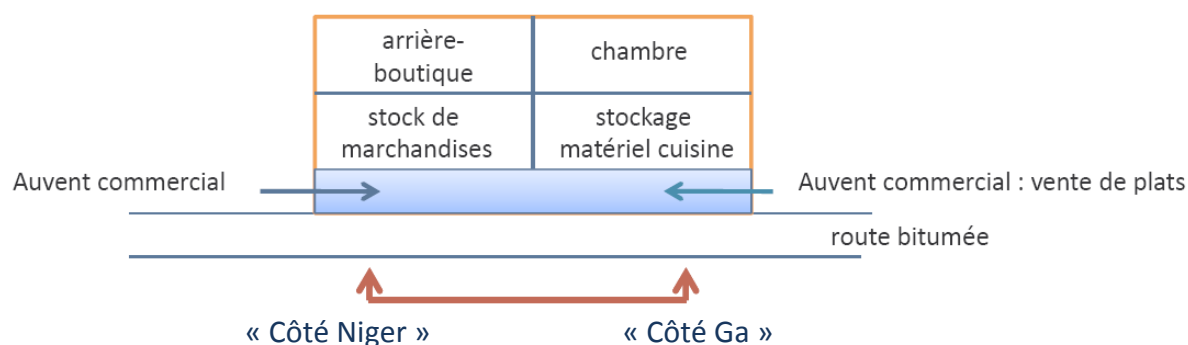 arrière-
boutique
chambre
stock de
marchandises
stockage
matériel cuisine
Auvent commercial
Auvent commercial : vente de plats
route bitumée
« Côté Niger »
« Côté Ga »